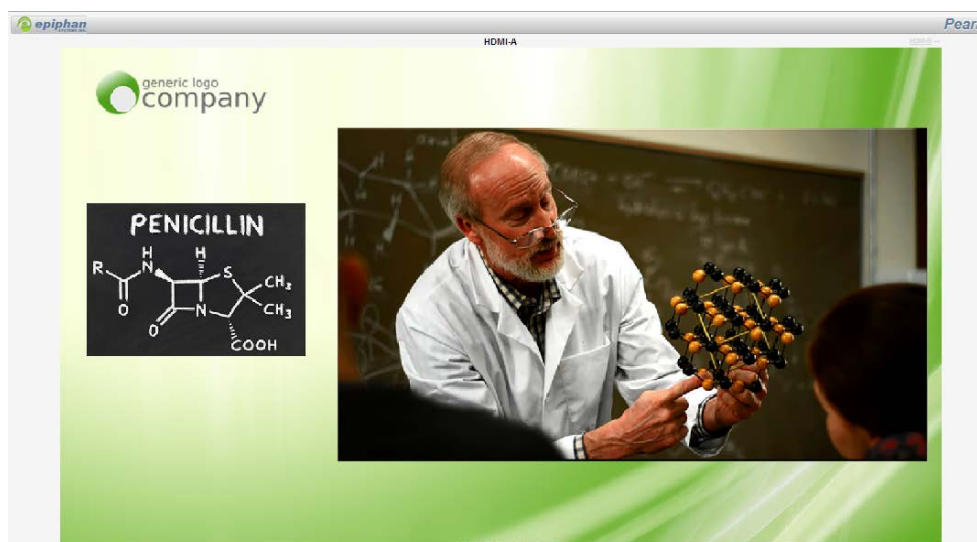 epiphan
Pear
HDMI-A
generic logo
company
PENICILLIN
H
H
R
N
S
CH₃
CH₃
O
N
O
COOH